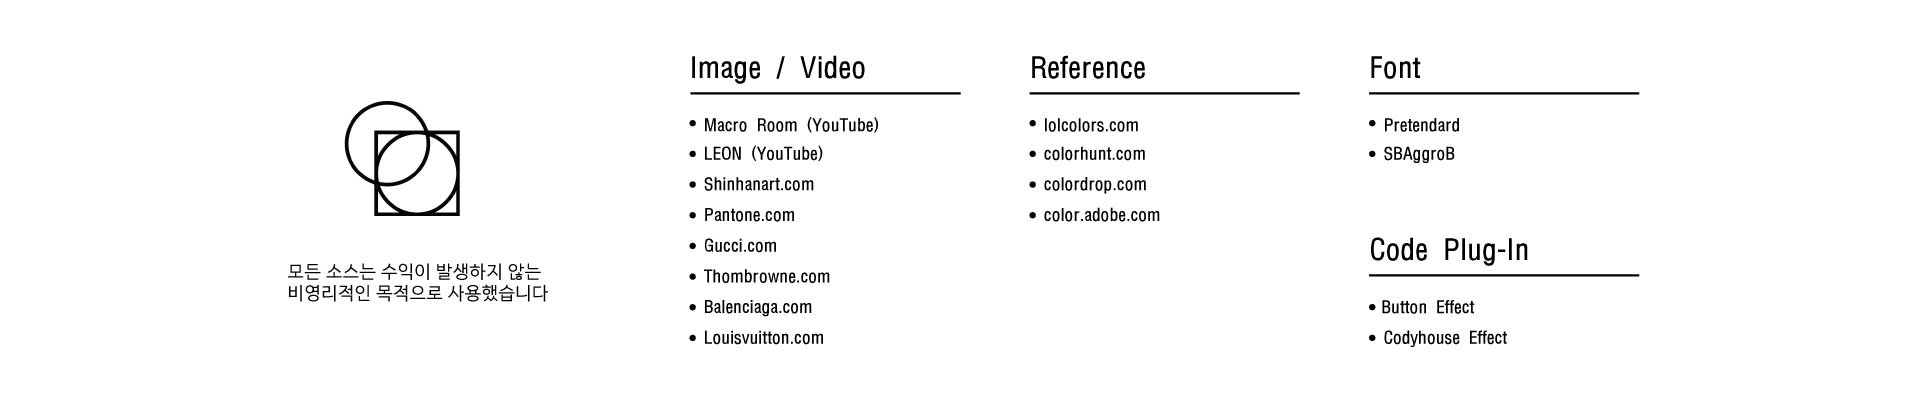 모든 소스는 수익이 발생하지 않는
비영리적인 목적으로 사용했습니다
Image / Video
• Macro Room (YouTube)
• LEON (YouTube)
• Shinhanart.com
• Pantone.com
• Gucci.com
• Thombrowne.com
• Balenciaga.com
• Louisvuitton.com
Reference
• lolcolors.com
• colorhunt.com
• colordrop.com
• color.adobe.com
Font
• Pretendard
• SBAggroB
Code Plug-In
• Button Effect
• Codyhouse Effect